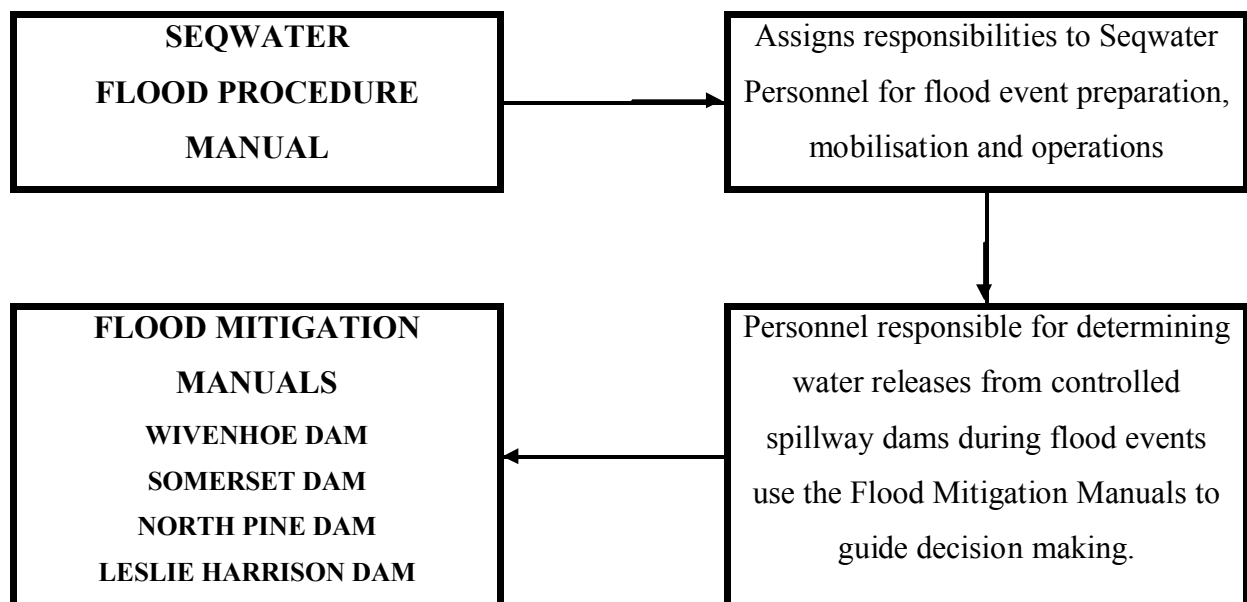 SEQWATER
FLOOD PROCEDURE
MANUAL
Assigns responsibilities to Seqwater
Personnel for flood event preparation,
mobilisation and operations
Personnel responsible for determining
water releases from controlled
spillway dams during flood events
use the Flood Mitigation Manuals to
guide decision making.
FLOOD MITIGATION
MANUALS
WIVENHOE DAM
SOMERSET DAM
NORTH PINE DAM
LESLIE HARRISON DAM